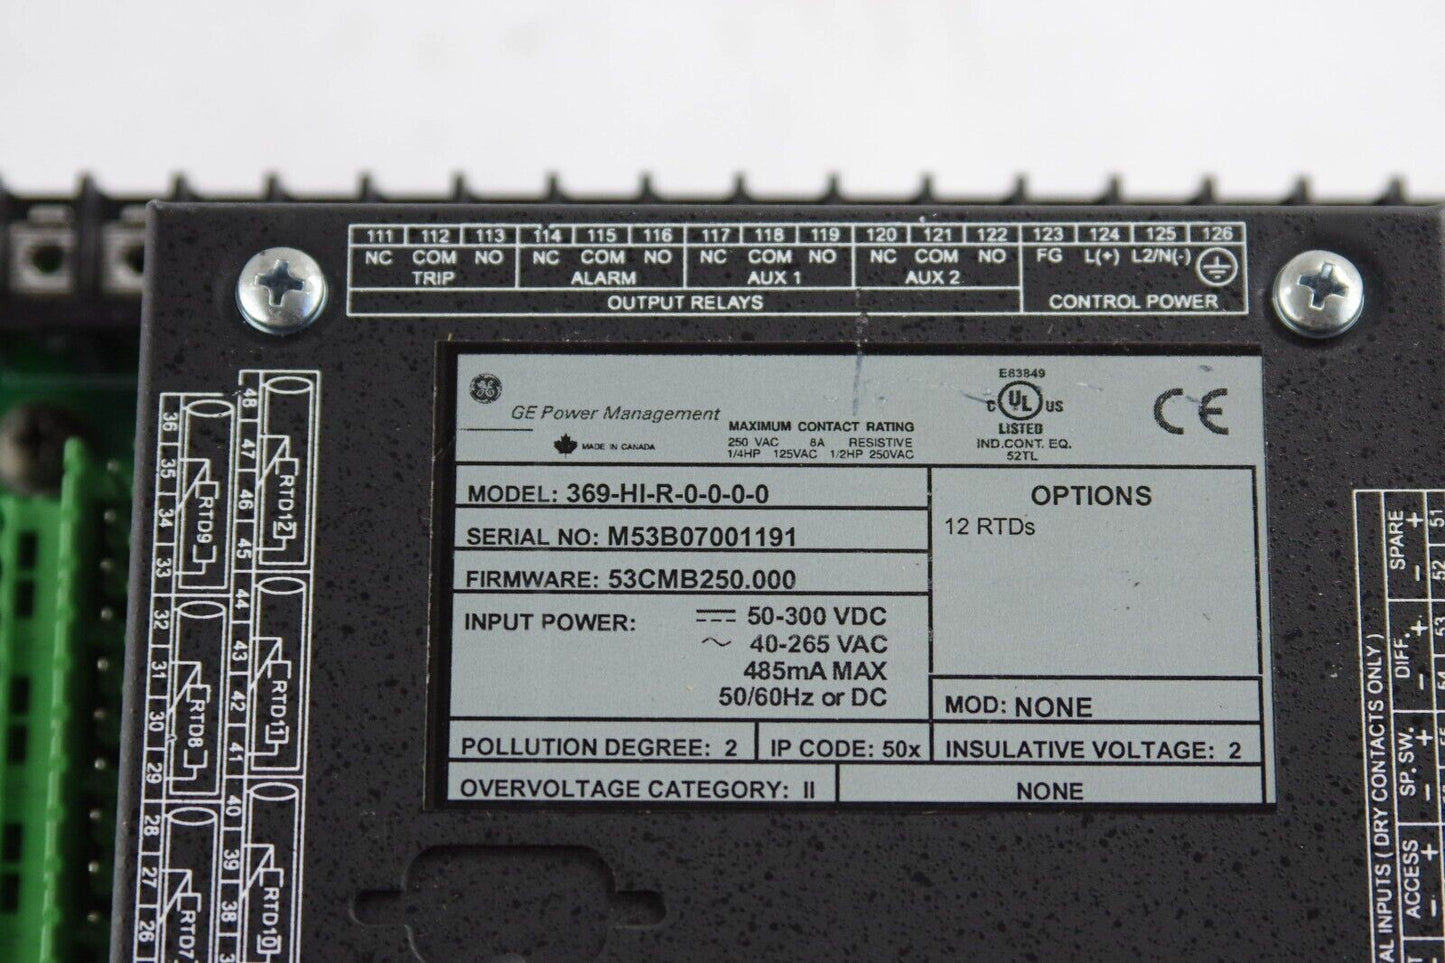 111 112 113 114 115 116 117 118 119 120 121 122 123 124 125 126
NC COM NO NC COM NO NC COM NO NC COM NO FG L(+) L2/N(-)
TRIP ALARM AUX 1 AUX 2
OUTPUT RELAYS CONTROL POWER
GE Power Management
MADE IN CANADA
MAXIMUM CONTACT RATING
250 VAC 8A RESISTIVE
1/4HP 125VAC 1/2HP 250VAC
E83849
C UL US
LISTED
IND.CONT. EQ.
52TL
CE
MODEL: 369-HI-R-0-0-0-0
SERIAL NO: M53B07001191
FIRMWARE: 53CMB250.000
INPUT POWER: 50-300 VDC
~ 40-265 VAC
485mA MAX
50/60Hz or DC
OPTIONS
12 RTDs
MOD: NONE
POLLUTION DEGREE: 2 IP CODE: 50x INSULATIVE VOLTAGE: 2
OVERVOLTAGE CATEGORY: II NONE
36 35 34 33 32 31 30 29 28 27 26
RTD9
RTD8
RTD7
48 47 46 45 44 43 42 41 40 39 38
RTD12
RTD11
RTD10
AL INPUTS ( DRY CONTACTS ONLY )
ACCESS SP. SW. DIFF. SPARE
- + - + - + - +
53 52 51